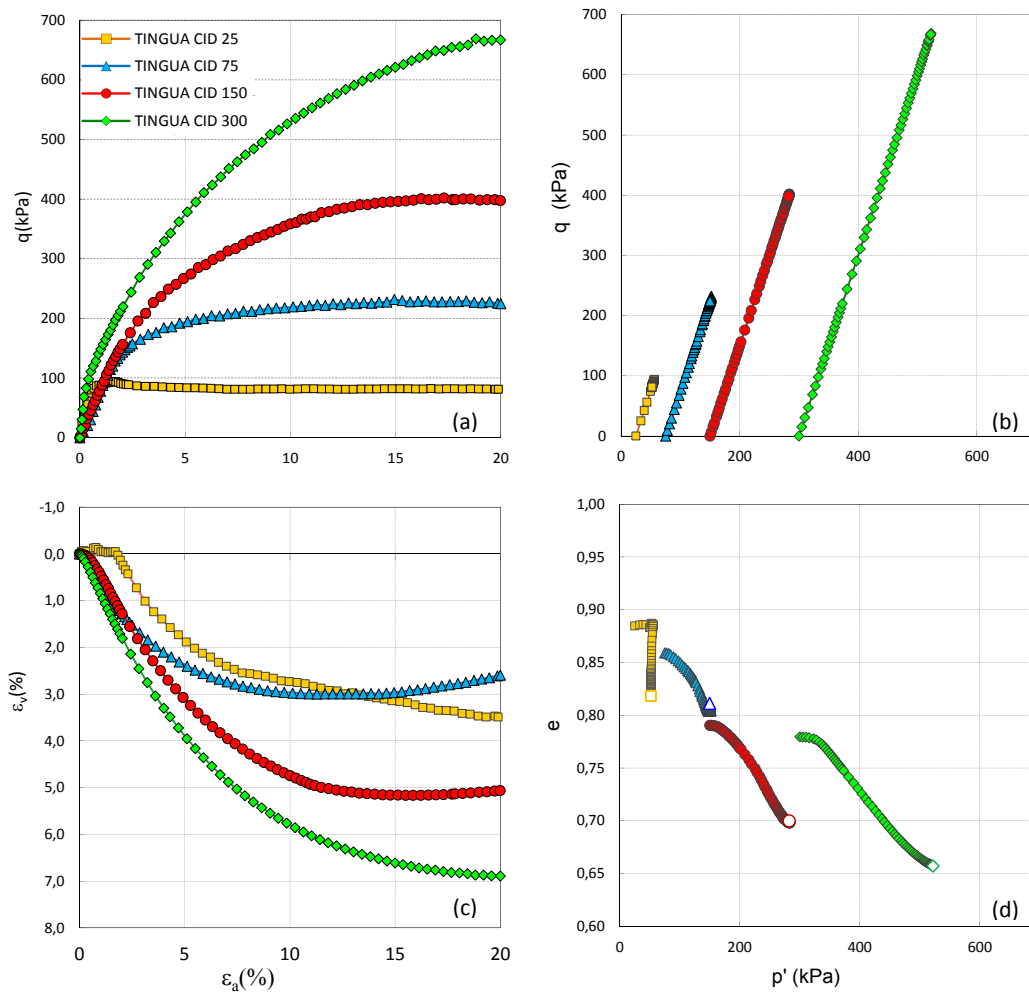 700
600
500
400
300
200
100
0
0 5 10 15 20
q(kPa)
TINGUA CID 25
TINGUA CID 75
TINGUA CID 150
TINGUA CID 300
(a)
700
600
500
400
300
200
100
0
0 200 400 600
q (kPa)
(b)
-1,0
0,0
1,0
2,0
3,0
4,0
5,0
6,0
7,0
8,0
0 5 10 15 20
εv(%)
εa(%)
(c)
1,00
0,95
0,90
0,85
0,80
0,75
0,70
0,65
0,60
0 200 400 600
e
p' (kPa)
(d)